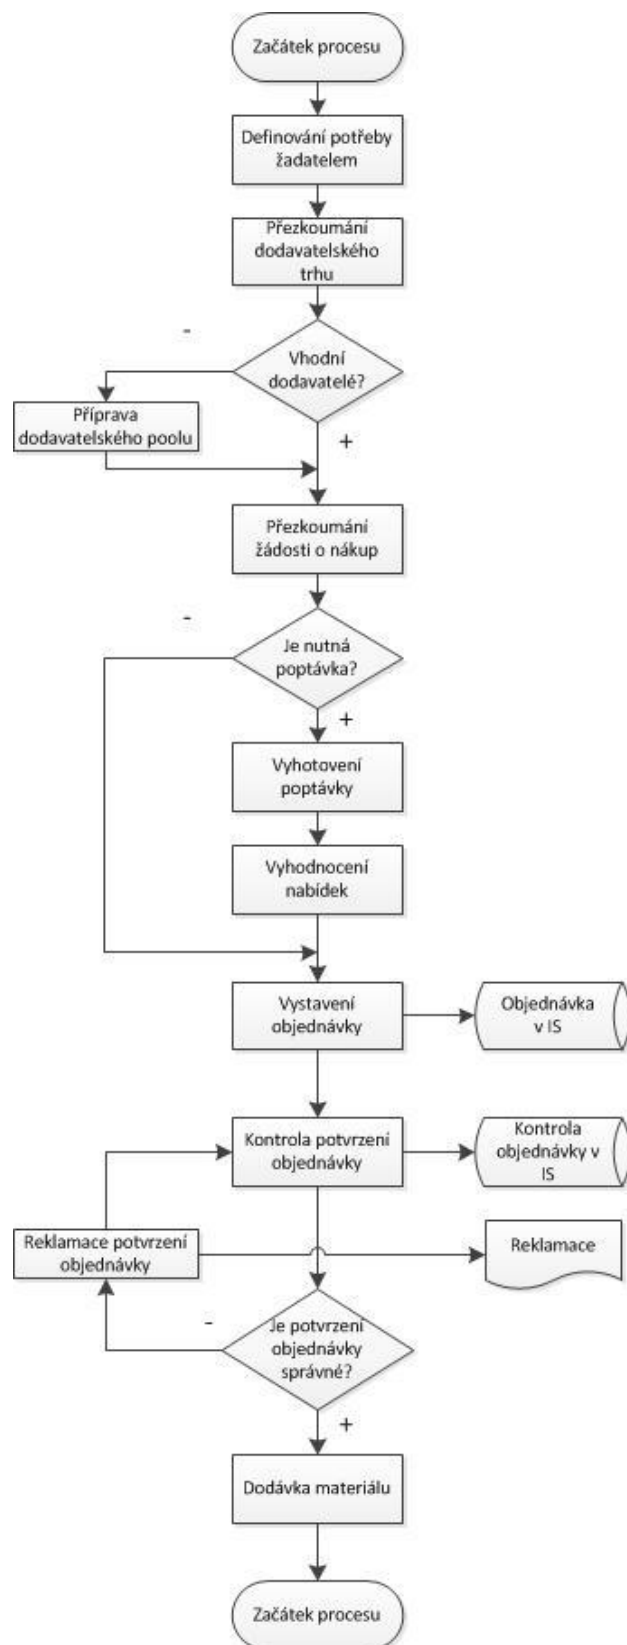 Začátek procesu
Definování potřeby
žadatelem
Přezkoumání
dodavatelského
trhu
-
Vhodní
dodavatelé?
Příprava
dodavatelského poolu
+
Přezkoumání
žádosti o nákup
-
Je nutná
poptávka?
+
Vyhotovení
poptávky
Vyhodnocení
nabídek
Vystavení
objednávky
Objednávka
v IS
Kontrola potvrzení
objednávky
Kontrola
objednávky v
IS
Reklamace potvrzení
objednávky
Reklamace
-
Je potvrzení
objednávky
správné?
+
Dodávka materiálu
Začátek procesu